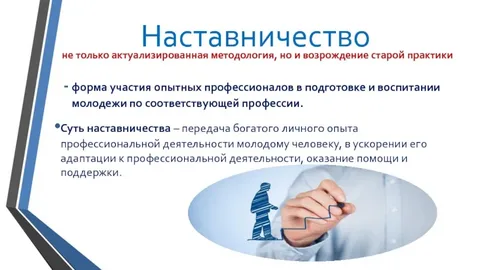 Наставничество
не только актуализированная методология, но и возрождение старой практики
- форма участия опытных профессионалов в подготовке и воспитании
молодежи по соответствующей профессии.
•Суть наставничества – передача богатого личного опыта
профессиональной деятельности молодому человеку, в ускорении его
адаптации к профессиональной деятельности, оказание помощи и
поддержки.